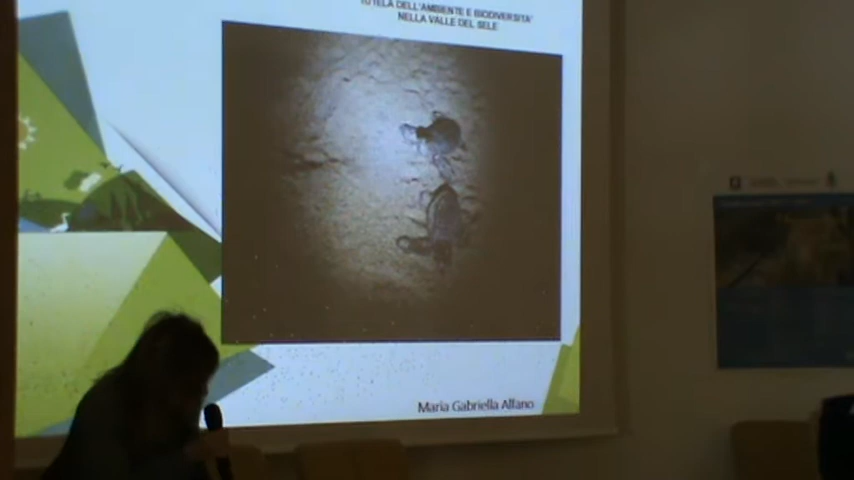 TUTELA DELL'AMBIENTE E BIODIVERSITA'
NELLA VALLE DEL SELE
Maria Gabriella Alfano